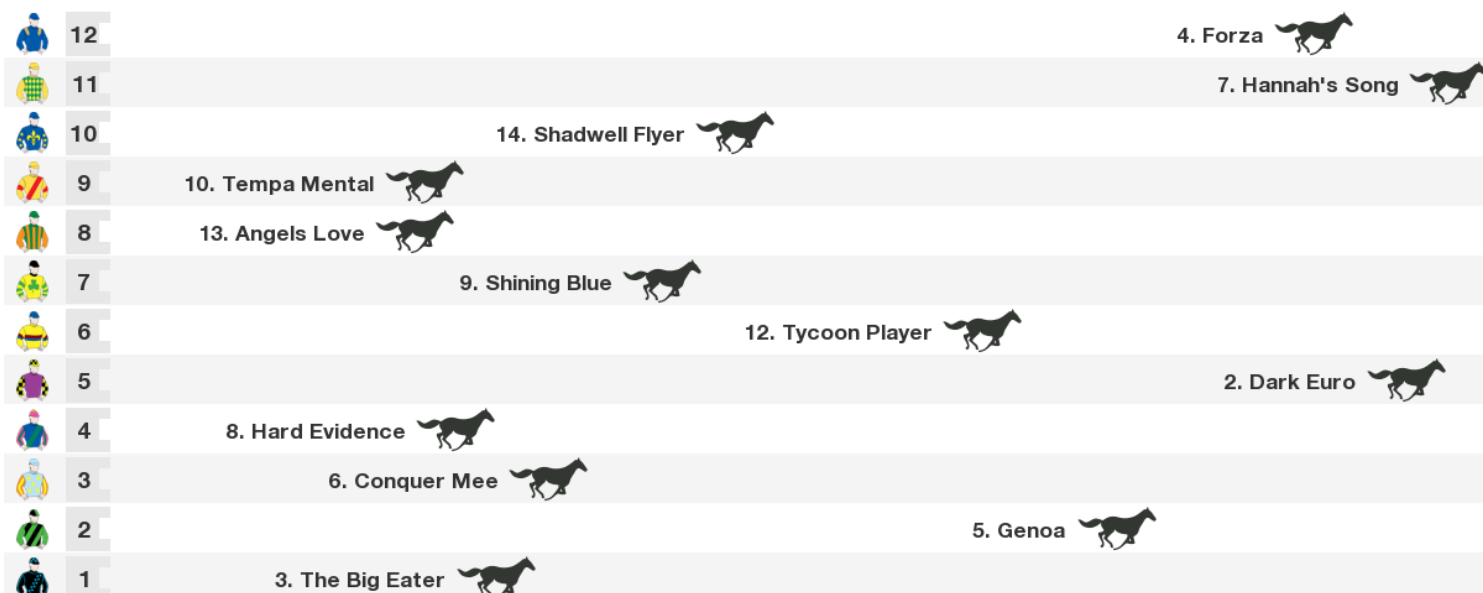 12 4. Forza
11 7. Hannah's Song
10 14. Shadwell Flyer
9 10. Tempa Mental
8 13. Angels Love
7 9. Shining Blue
6 12. Tycoon Player
5 2. Dark Euro
4 8. Hard Evidence
3 6. Conquer Mee
2 5. Genoa
1 3. The Big Eater